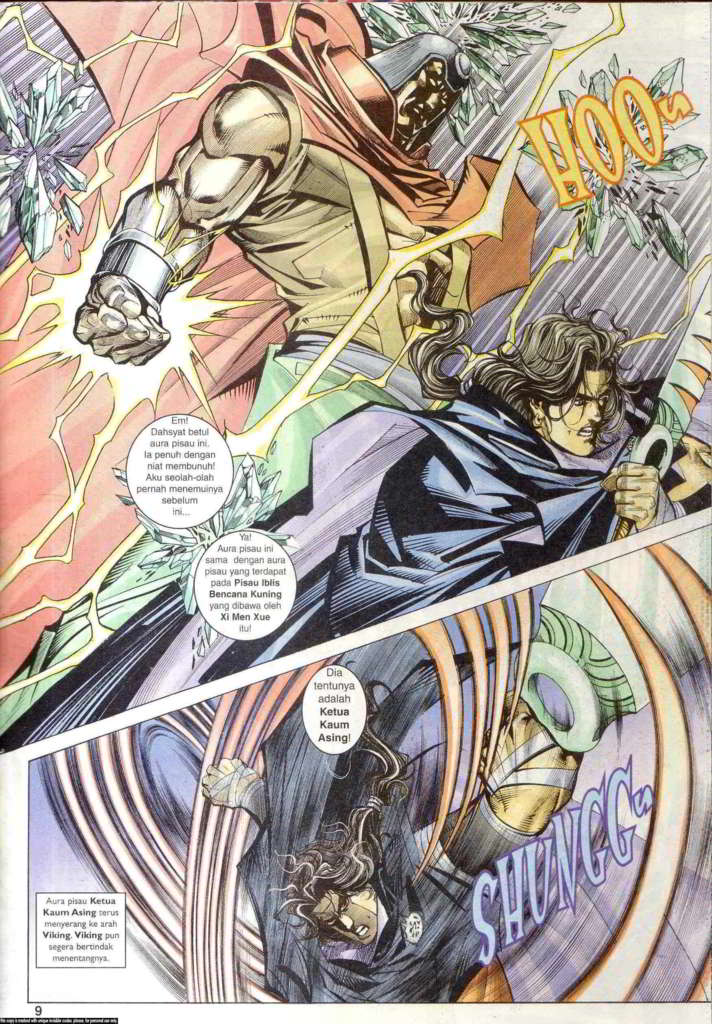 HOOS
Em!
Dahsyat betul
aura pisau ini.
Ia penuh dengan
niat membunuh!
Aku seolah-olah
pernah menemuinya
sebelum
ini...
Ya!
Aura pisau ini
sama dengan aura
pisau yang terdapat
pada Pisau Iblis
Bencana Kuning
yang dibawa oleh
Xi Men Xue
itu!
Dia
tentunya
adalah
Ketua
Kaum
Asing!
SHUNGGS
Aura pisau Ketua
Kaum Asing terus
menyerang ke arah
Viking. Viking pun
segera bertindak
menentangnya.
9